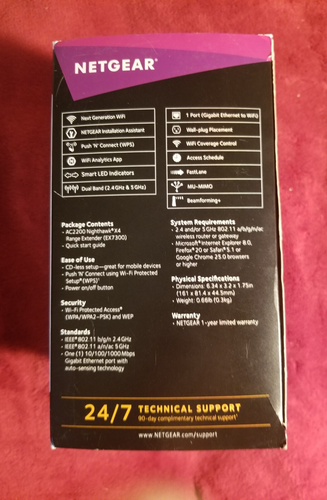 NETGEAR®
Next Generation WiFi
NETGEAR Installation Assistant
Push 'N' Connect (WPS)
WiFi Analytics App
Smart LED Indicators
Dual Band (2.4GHz & 5GHz)
1 Port (Gigabit Ethernet to WiFi)
Wall-plug Placement
WiFi Coverage Control
Access Schedule
FastLane
MU-MIMO
Beamforming+
Package Contents
• AC2200 Nighthawk® X4
Range Extender (EX7300)
• Quick start guide
Ease of Use
• CD-less setup—great for mobile devices
• Push 'N' Connect using Wi-Fi Protected
Setup® (WPS)¹
• Power on/off button
Security
• Wi-Fi Protected Access®
(WPA/WPA2-PSK) and WEP
Standards
• IEEE® 802.11 b/g/n 2.4GHz
• IEEE® 802.11 a/n/ac 5GHz
• One (1) 10/100/1000Mbps
Gigabit Ethernet port with
auto-sensing technology
System Requirements
• 2.4 and/or 5GHz 802.11 a/b/g/n/ac
wireless router or gateway
• Microsoft® Internet Explorer 8.0,
Firefox® 20 or Safari® 5.1 or
Google Chrome 25.0 browsers
or higher
Physical Specifications
• Dimensions: 6.34 x 3.2 x 1.75in
(161 x 81.4 x 44.5mm)
• Weight: 0.66lb (0.3kg)
Warranty
• NETGEAR 1-year limited warranty
24/7 TECHNICAL SUPPORT
90-day complimentary technical support*
www.NETGEAR.com/support